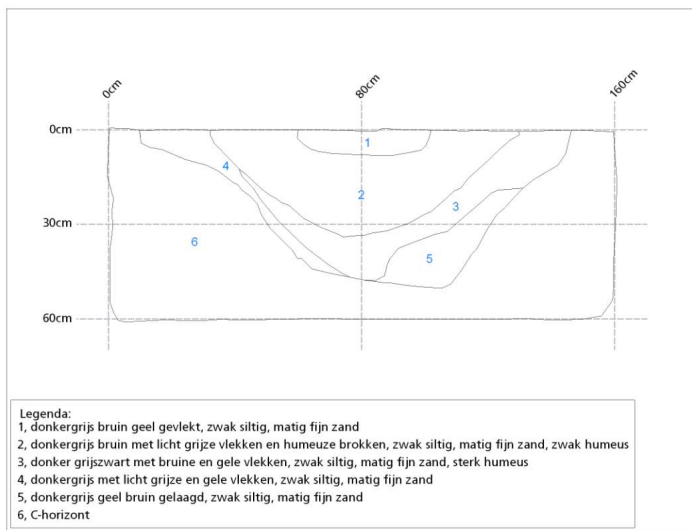 0cm
80cm
160cm
0cm
1
4
2
3
30cm
6
5
60cm
Legenda:
1, donkergrijs bruin geel gevlekt, zwak siltig, matig fijn zand
2, donkergrijs bruin met licht grijze vlekken en humeuze brokken, zwak siltig, matig fijn zand, zwak humeus
3, donker grijszwart met bruine en gele vlekken, zwak siltig, matig fijn zand, sterk humeus
4, donkergrijs met licht grijze en gele vlekken, zwak siltig, matig fijn zand
5, donkergrijs geel bruin gelaagd, zwak siltig, matig fijn zand
6, C-horizont